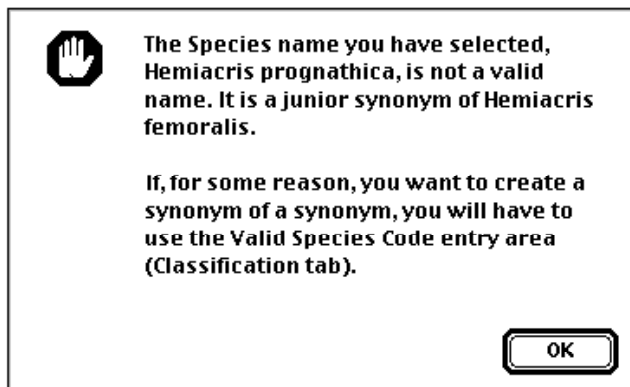 The Species name you have selected,
Hemiacris prognathica, is not a valid
name. It is a junior synonym of Hemiacris
femoralis.
If, for some reason, you want to create a
synonym of a synonym, you will have to
use the Valid Species Code entry area
(Classification tab).
OK